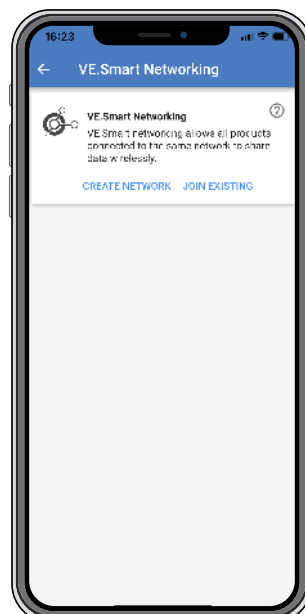 16:23
VE.Smart Networking
VE.Smart Networking
VE.Smart networking allows all products
connected to the same network to share
data wirelessly.
CREATE NETWORK JOIN EXISTING